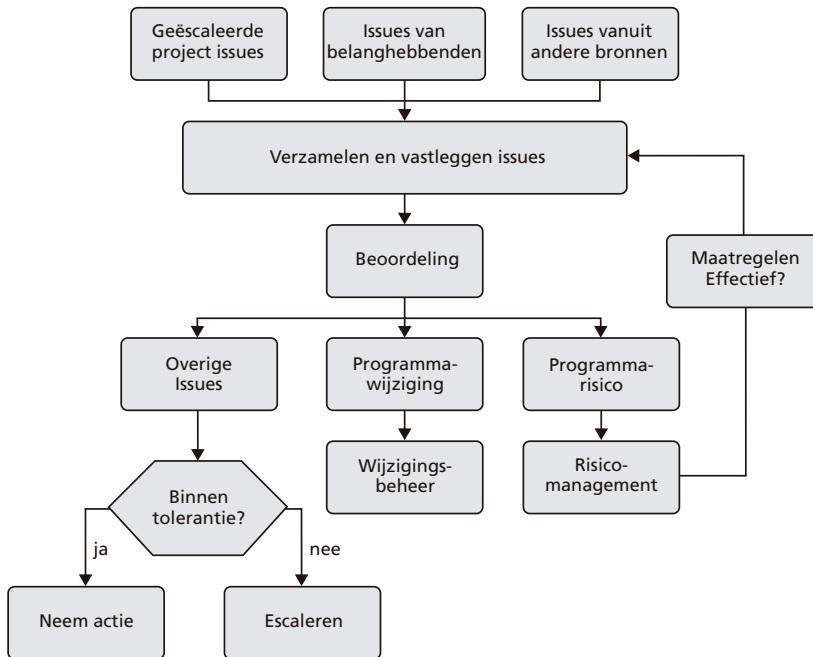 Geëscaleerde
project issues
Issues van
belanghebbenden
Issues vanuit
andere bronnen
Verzamelen en vastleggen issues
Beoordeling
Maatregelen
Effectief?
Overige
Issues
Programma-
wijziging
Programma-
risico
Wijzigings-
beheer
Risico-
management
Binnen
tolerantie?
ja
nee
Neem actie
Escaleren